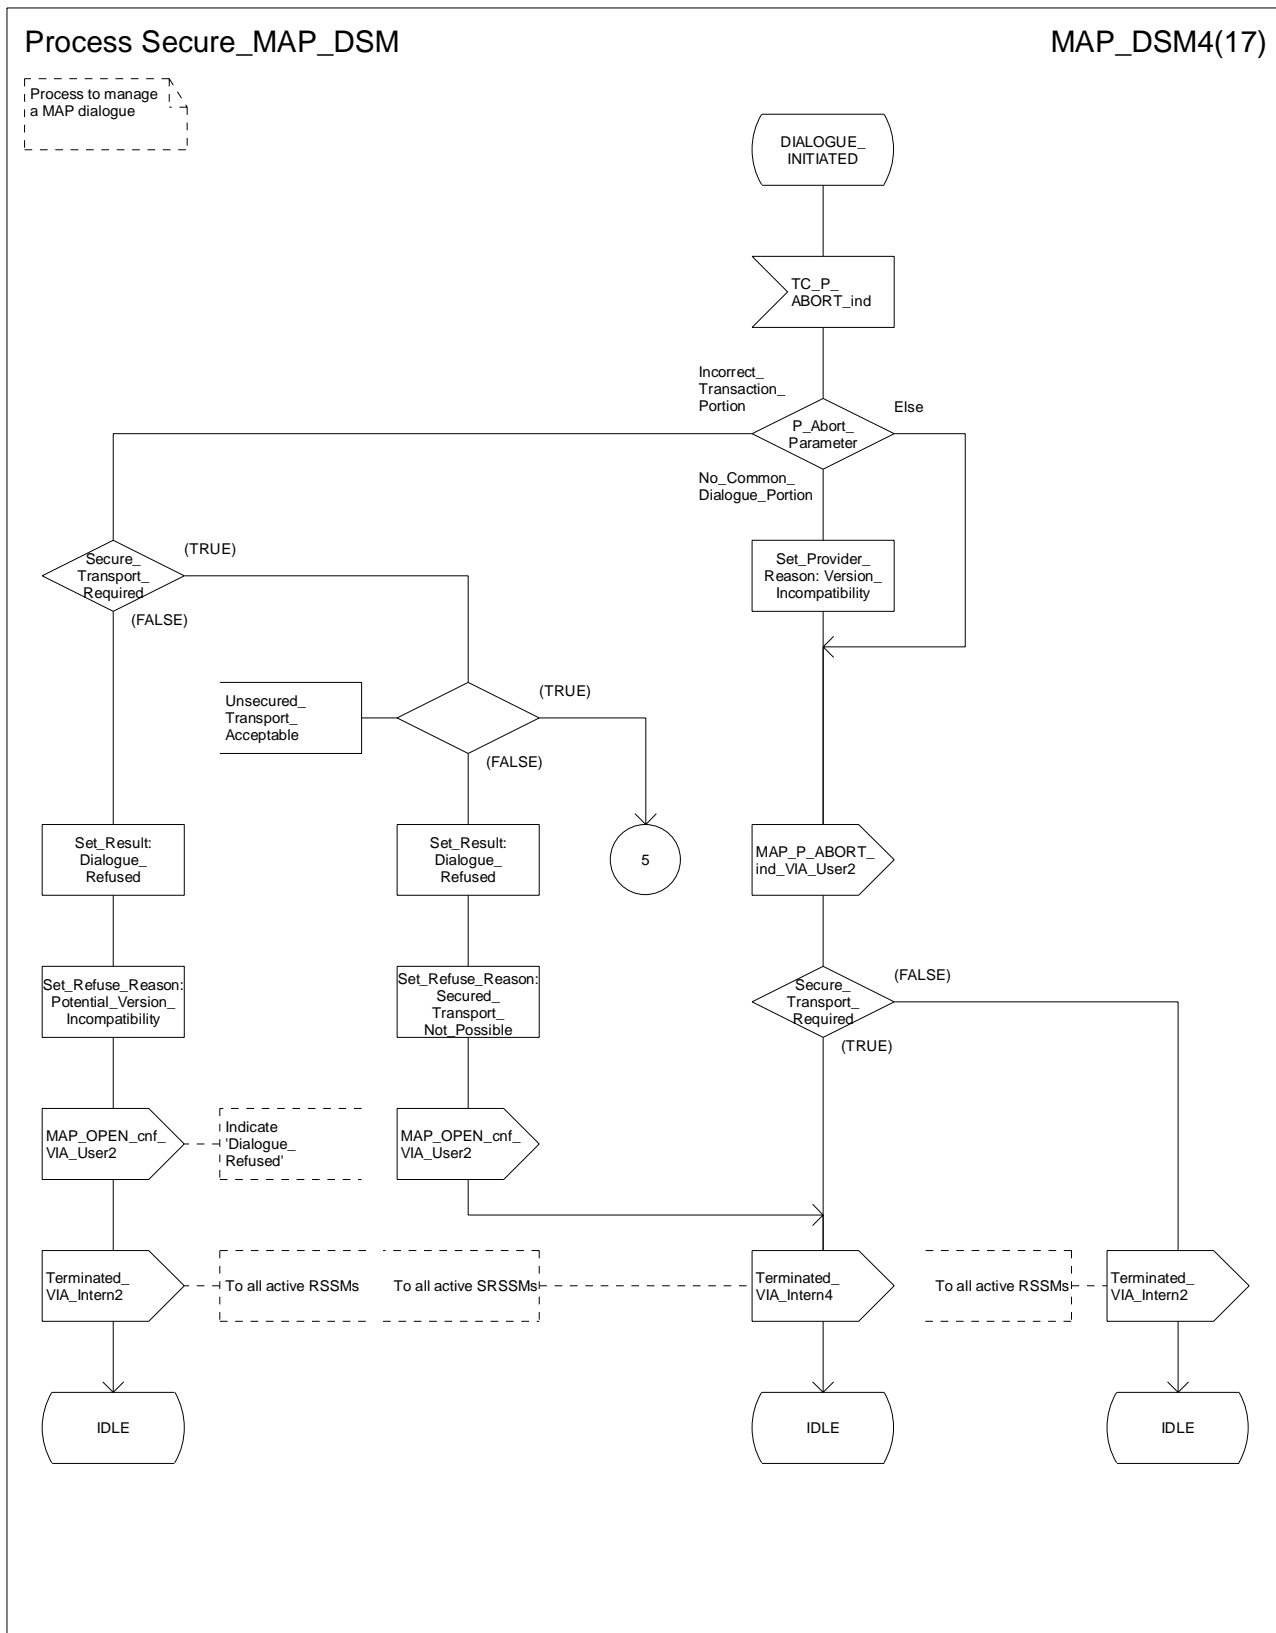 Process Secure_MAP_DSM
MAP_DSM4(17)
Process to manage
a MAP dialogue
DIALOGUE_
INITIATED
TC_P_
ABORT_ind
Incorrect_
Transaction_
Portion
Else
P_Abort_
Parameter
No_Common_
Dialogue_Portion
Secure_
Transport_
Required
(TRUE)
(FALSE)
Set_Provider_
Reason: Version_
Incompatibility
Unsecured_
Transport_
Acceptable
(TRUE)
(FALSE)
Set_Result:
Dialogue_
Refused
Set_Result:
Dialogue_
Refused
5
MAP_P_ABORT_
ind_VIA_User2
Set_Refuse_Reason:
Potential_Version_
Incompatibility
Set_Refuse_Reason:
Secured_
Transport_
Not_Possible
Secure_
Transport_
Required
(FALSE)
(TRUE)
MAP_OPEN_cnf_
VIA_User2
Indicate
'Dialogue_
Refused'
MAP_OPEN_cnf_
VIA_User2
Terminated_
VIA_Intern2
To all active RSSMs
To all active SRSSMs
Terminated_
VIA_Intern4
To all active RSSMs
Terminated_
VIA_Intern2
IDLE
IDLE
IDLE